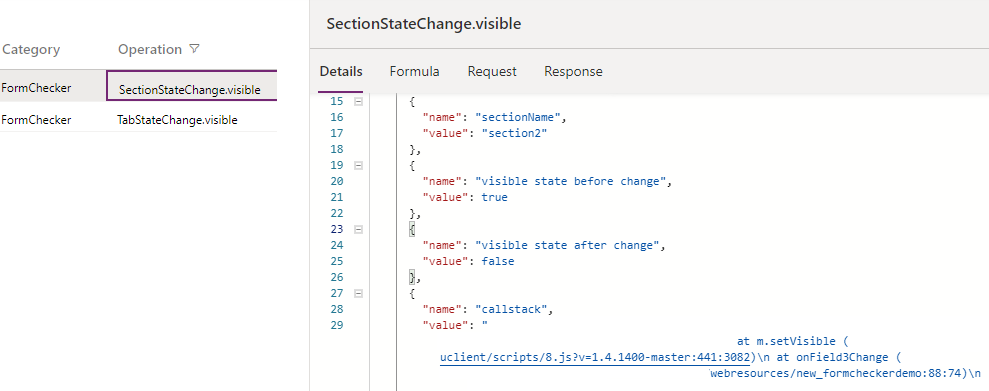 SectionStateChange.visible
Category Operation
FormChecker SectionStateChange.visible
FormChecker TabStateChange.visible
Details Formula Request Response
15 {
16 "name": "sectionName",
17 "value": "section2"
18 },
19 {
20 "name": "visible state before change",
21 "value": true
22 },
23 {
24 "name": "visible state after change",
25 "value": false
26 },
27 {
28 "name": "callstack",
29 "value": "
at m.setVisible (
uclient/scripts/8.js?v=1.4.1400-master:441:3082)\n at onField3Change (
webresources/new_formcheckerdemo:88:74)\n